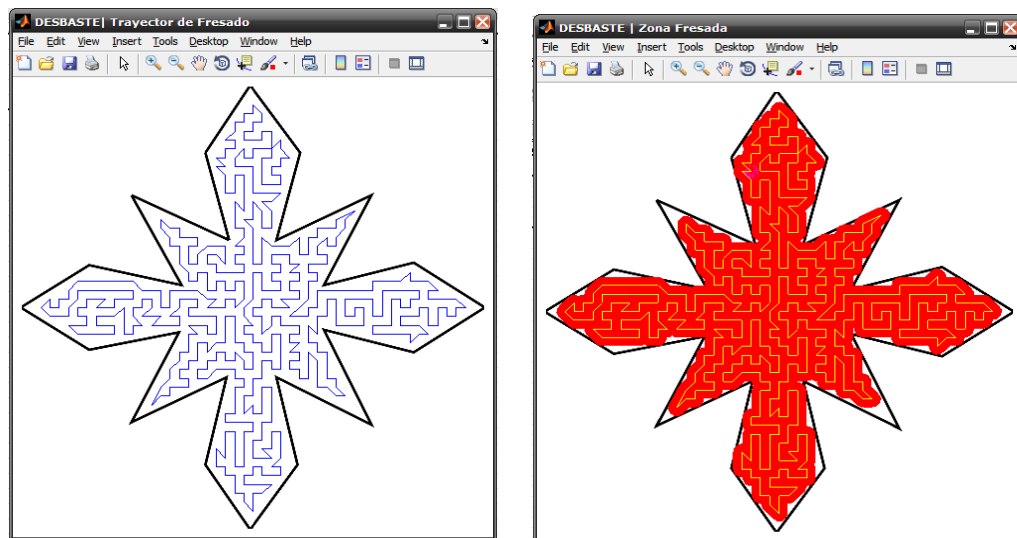 DESBASTE| Trayector de Fresado
File Edit View Insert Tools Desktop Window Help
DESBASTE | Zona Fresada
File Edit View Insert Tools Desktop Window Help